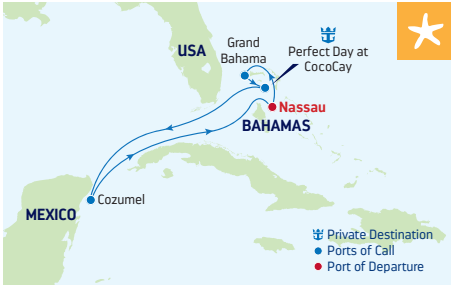 USA
Grand
Bahama
Perfect Day at
CocoCay
Nassau
BAHAMAS
Cozumel
MEXICO
Private Destination
Ports of Call
Port of Departure